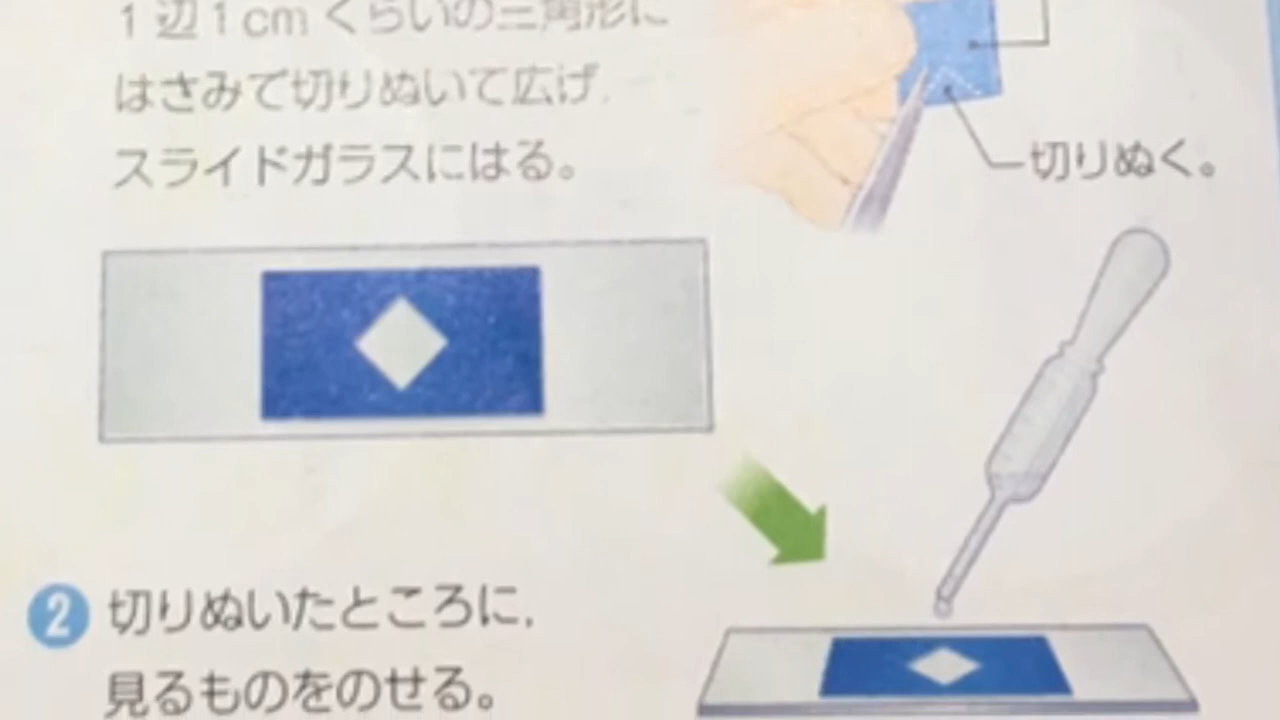 1辺1cmくらいの三角形に
はさみで切りぬいて広げ,
スライドガラスにはる。
切りぬく。
2 切りぬいたところに,
見るものをのせる。